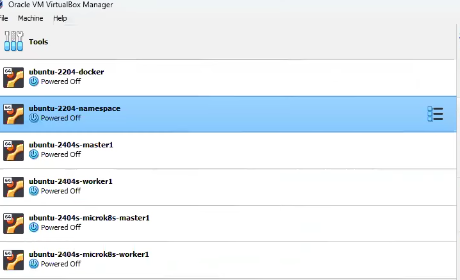 Oracle VM VirtualBox Manager
File Machine Help
Tools
ubuntu-2204-docker
Powered Off
ubuntu-2204-namespace
Powered Off
ubuntu-2404s-master1
Powered Off
ubuntu-2404s-worker1
Powered Off
ubuntu-2404s-microk8s-master1
Powered Off
ubuntu-2404s-microk8s-worker1
Powered Off